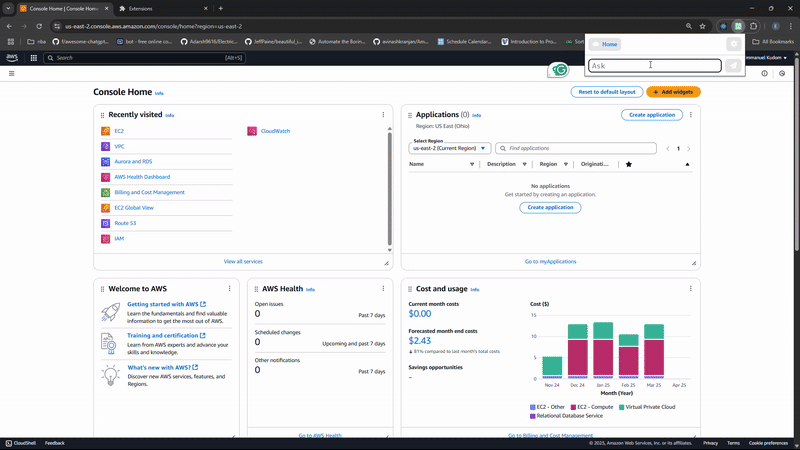 Console Home | Console Home
Extensions
us-east-2.console.aws.amazon.com/console/home?region=us-east-2
nba
f/awesome-chatgpt...
bot - free online co...
Adarsh9616/Electric...
JeffPaine/beautiful_i...
Automate the Borin...
avinashkranjan/Am...
Schedule Calendar...
Introduction to Pro...
Sort
All Bookmarks
Home
Ask
aws
Search
[Alt+S]
mmanuel Kudom
Console Home Info
Reset to default layout
+ Add widgets
Recently visited Info
EC2
CloudWatch
VPC
Aurora and RDS
AWS Health Dashboard
Billing and Cost Management
EC2 Global View
Route 53
IAM
View all services
Applications (0) Info
Create application
Region: US East (Ohio)
Select Region
us-east-2 (Current Region)
Find applications
1
Name
Description
Region
Originati...
No applications
Get started by creating an application.
Create application
Go to myApplications
Welcome to AWS
Getting started with AWS
Learn the fundamentals and find valuable
information to get the most out of AWS.
Training and certification
Learn from AWS experts and advance your
skills and knowledge.
What's new with AWS?
Discover new AWS services, features, and
Regions.
AWS Health Info
Open issues
0
Past 7 days
Scheduled changes
0
Upcoming and past 7 days
Other notifications
0
Past 7 days
Go to AWS Health
Cost and usage Info
Current month costs
$0.00
Forecasted month end costs
$2.43
81% compared to last month's total costs
Savings opportunities
–
Cost ($)
15
10
5
0
Nov 24
Dec 24
Jan 25
Feb 25
Mar 25
Apr 25
Month (Year)
EC2 - Other
EC2 - Compute
Virtual Private Cloud
Relational Database Service
Go to Billing and Cost Management
CloudShell
Feedback
© 2025, Amazon Web Services, Inc. or its affiliates.
Privacy
Terms
Cookie preferences